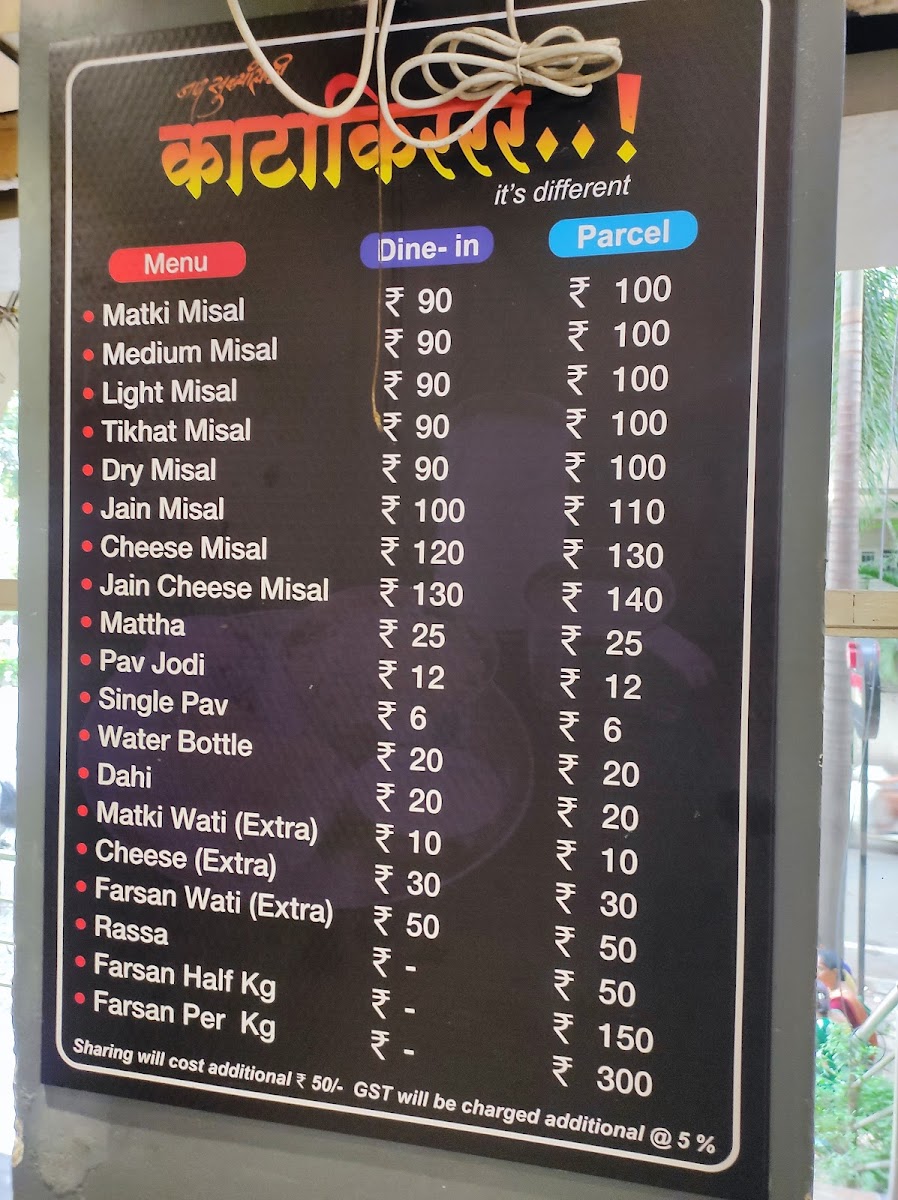 काटाकिररर..!
it's different
Menu Dine- in Parcel
• Matki Misal ₹ 90 ₹ 100
• Medium Misal ₹ 90 ₹ 100
• Light Misal ₹ 90 ₹ 100
• Tikhat Misal ₹ 90 ₹ 100
• Dry Misal ₹ 90 ₹ 100
• Jain Misal ₹ 100 ₹ 110
• Cheese Misal ₹ 120 ₹ 130
• Jain Cheese Misal ₹ 130 ₹ 140
• Mattha ₹ 25 ₹ 25
• Pav Jodi ₹ 12 ₹ 12
• Single Pav ₹ 6 ₹ 6
• Water Bottle ₹ 20 ₹ 20
• Dahi ₹ 20 ₹ 20
• Matki Wati (Extra) ₹ 10 ₹ 10
• Cheese (Extra) ₹ 30 ₹ 30
• Farsan Wati (Extra) ₹ 50 ₹ 50
• Rassa ₹ - ₹ 50
• Farsan Half Kg ₹ - ₹ 150
• Farsan Per Kg ₹ - ₹ 300
Sharing will cost additional ₹ 50/- GST will be charged additional @ 5 %